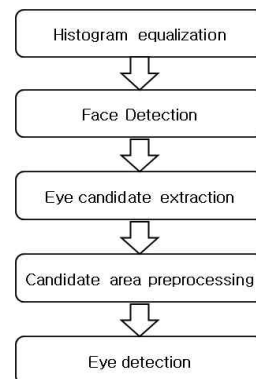 Histogram equalization
Face Detection
Eye candidate extraction
Candidate area preprocessing
Eye detection